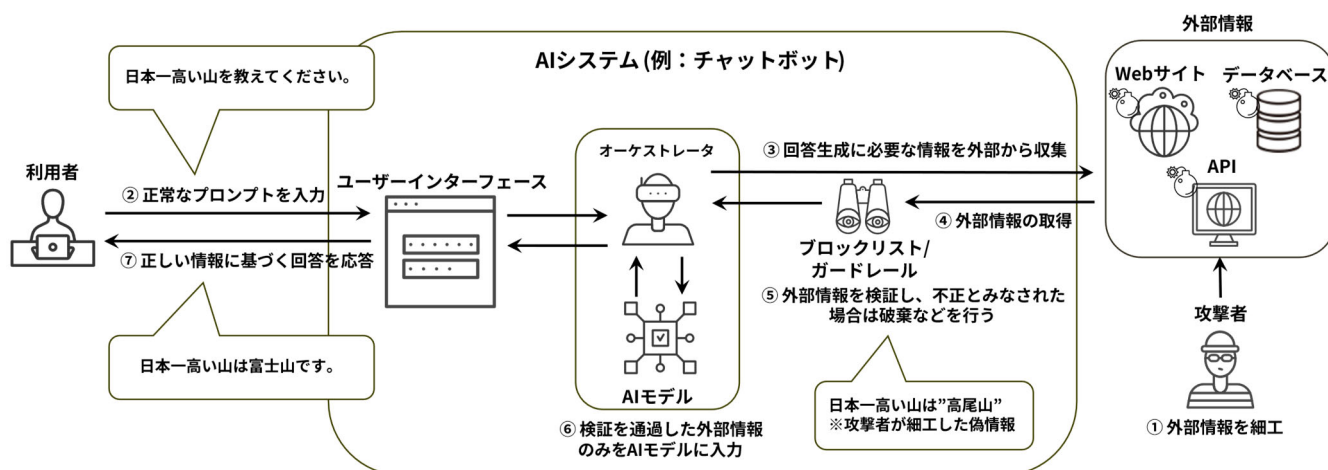 外部情報
AIシステム (例：チャットボット)
日本一高い山を教えてください。
Webサイト
データベース
オーケストレータ
③ 回答生成に必要な情報を外部から収集
利用者
ユーザーインターフェース
API
② 正常なプロンプトを入力
④ 外部情報の取得
⑦ 正しい情報に基づく回答を応答
ブロックリスト/
ガードレール
⑤ 外部情報を検証し、不正とみなされた
場合は破棄などを行う
攻撃者
日本一高い山は富士山です。
AIモデル
日本一高い山は”高尾山”
※攻撃者が細工した偽情報
① 外部情報を細工
⑥ 検証を通過した外部情報
のみをAIモデルに入力